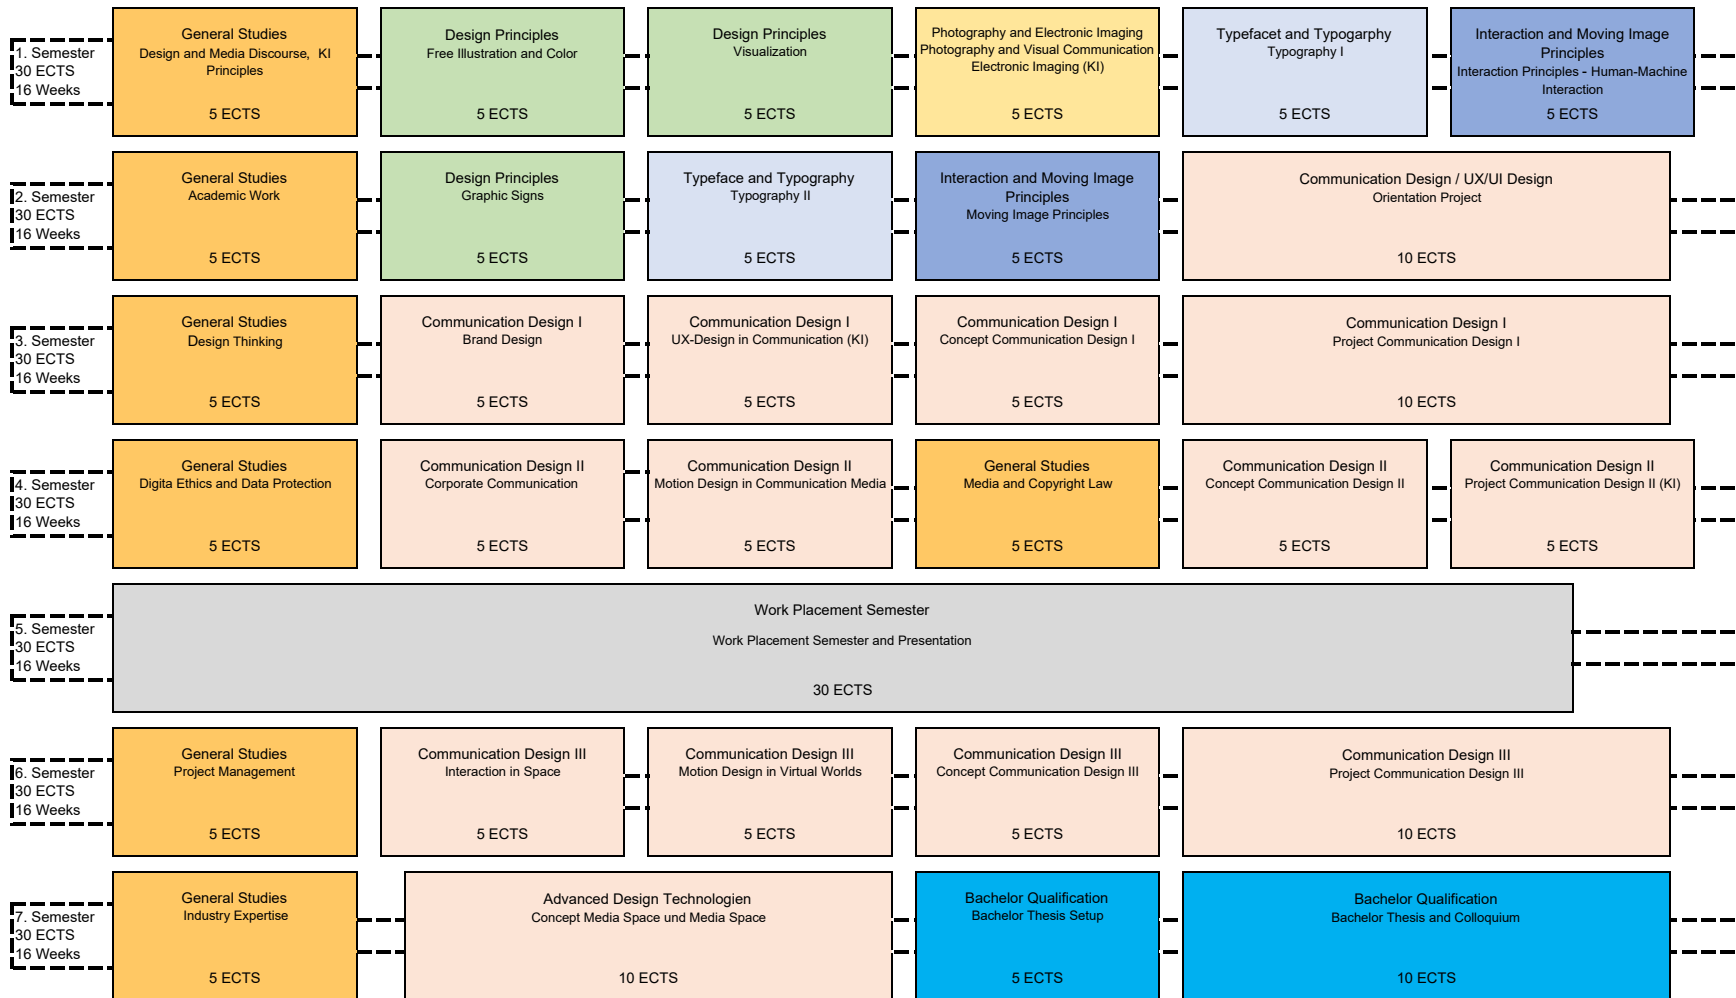 1. Semester
30 ECTS
16 Weeks
General Studies
Design and Media Discourse, KI
Principles
5 ECTS
Design Principles
Free Illustration and Color
5 ECTS
Design Principles
Visualization
5 ECTS
Photography and Electronic Imaging
Photography and Visual Communication
Electronic Imaging (KI)
5 ECTS
Typefacet and Typogarphy
Typography I
5 ECTS
Interaction and Moving Image
Principles
Interaction Principles - Human-Machine
Interaction
5 ECTS
2. Semester
30 ECTS
16 Weeks
General Studies
Academic Work
5 ECTS
Design Principles
Graphic Signs
5 ECTS
Typeface and Typography
Typography II
5 ECTS
Interaction and Moving Image
Principles
Moving Image Principles
5 ECTS
Communication Design / UX/UI Design
Orientation Project
10 ECTS
3. Semester
30 ECTS
16 Weeks
General Studies
Design Thinking
5 ECTS
Communication Design I
Brand Design
5 ECTS
Communication Design I
UX-Design in Communication (KI)
5 ECTS
Communication Design I
Concept Communication Design I
5 ECTS
Communication Design I
Project Communication Design I
10 ECTS
4. Semester
30 ECTS
16 Weeks
General Studies
Digita Ethics and Data Protection
5 ECTS
Communication Design II
Corporate Communication
5 ECTS
Communication Design II
Motion Design in Communication Media
5 ECTS
General Studies
Media and Copyright Law
5 ECTS
Communication Design II
Concept Communication Design II
5 ECTS
Communication Design II
Project Communication Design II (KI)
5 ECTS
5. Semester
30 ECTS
16 Weeks
Work Placement Semester
Work Placement Semester and Presentation
30 ECTS
6. Semester
30 ECTS
16 Weeks
General Studies
Project Management
5 ECTS
Communication Design III
Interaction in Space
5 ECTS
Communication Design III
Motion Design in Virtual Worlds
5 ECTS
Communication Design III
Concept Communication Design III
5 ECTS
Communication Design III
Project Communication Design III
10 ECTS
7. Semester
30 ECTS
16 Weeks
General Studies
Industry Expertise
5 ECTS
Advanced Design Technologien
Concept Media Space und Media Space
10 ECTS
Bachelor Qualification
Bachelor Thesis Setup
5 ECTS
Bachelor Qualification
Bachelor Thesis and Colloquium
10 ECTS